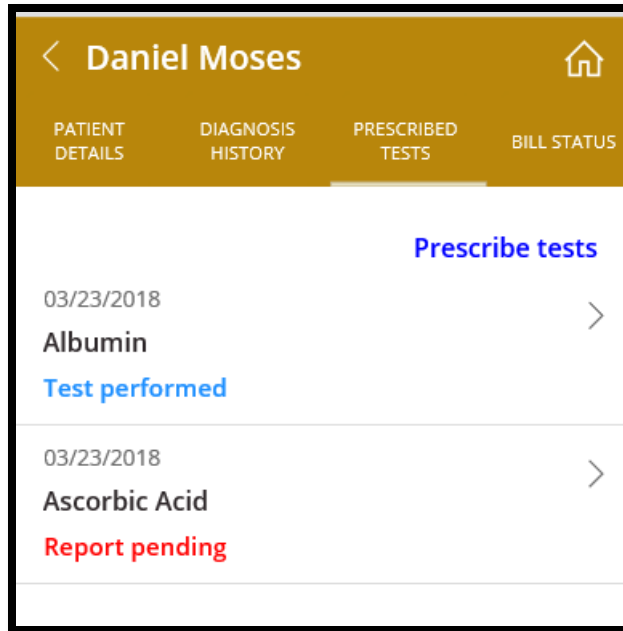 Daniel Moses
PATIENT DETAILS
DIAGNOSIS HISTORY
PRESCRIBED TESTS
BILL STATUS
Prescribe tests
03/23/2018
Albumin
Test performed
03/23/2018
Ascorbic Acid
Report pending